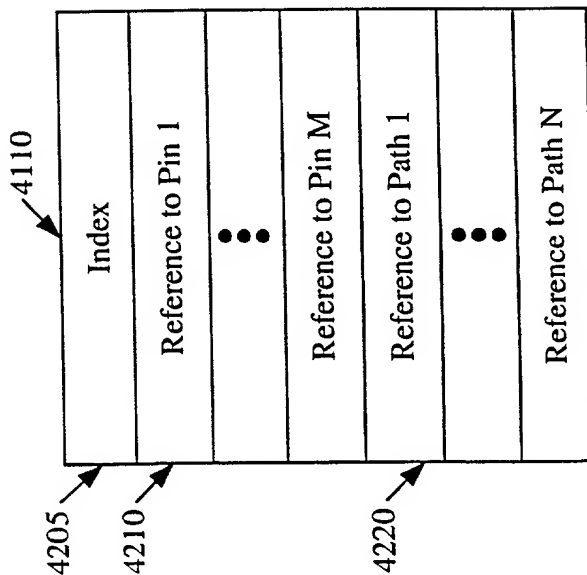 4110
4205
Index
4210
Reference to Pin 1
Reference to Pin M
4220
Reference to Path 1
Reference to Path N